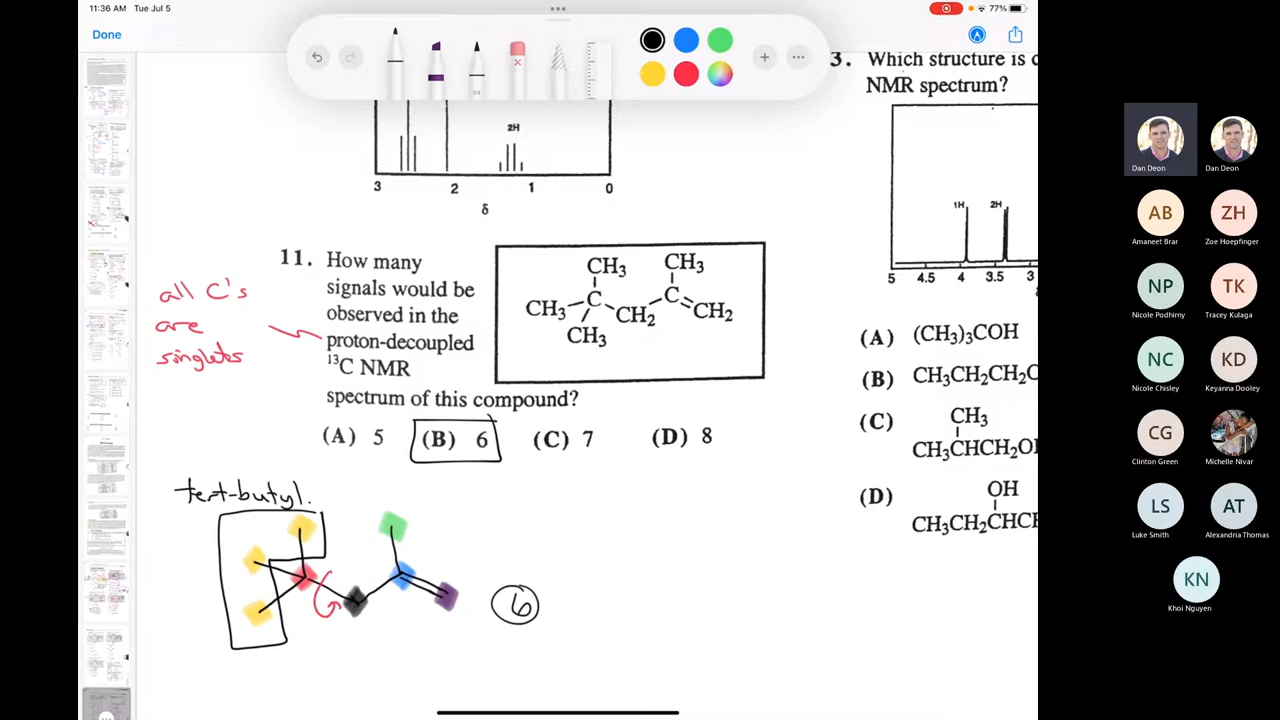 11:36 AM Tue Jul 5
77%
Done
3. Which structure is
NMR spectrum?
2H
3 2 1 0
δ
1H 2H
5 4.5 4 3.5 3
11. How many
signals would be
observed in the
proton-decoupled
¹³C NMR
spectrum of this compound?
CH₃ CH₃
CH₃ C CH₂ C CH₂
CH₃
(A) 5 (B) 6 (C) 7 (D) 8
all C's
are
singlets
tert-butyl.
6
(A) (CH₃)₃COH
(B) CH₃CH₂CH₂C
(C) CH₃
CH₃CHCH₂OH
(D) OH
CH₃CH₂CHCH
Dan Deon Dan Deon
AB ZH
Amaneet Brar Zoe Hoepfinger
NP TK
Nicole Podhirny Tracey Kulaga
NC KD
Nicole Chisley Keyanna Dooley
CG
Clinton Green Michelle Nivar
LS AT
Luke Smith Alexandria Thomas
KN
Khoi Nguyen